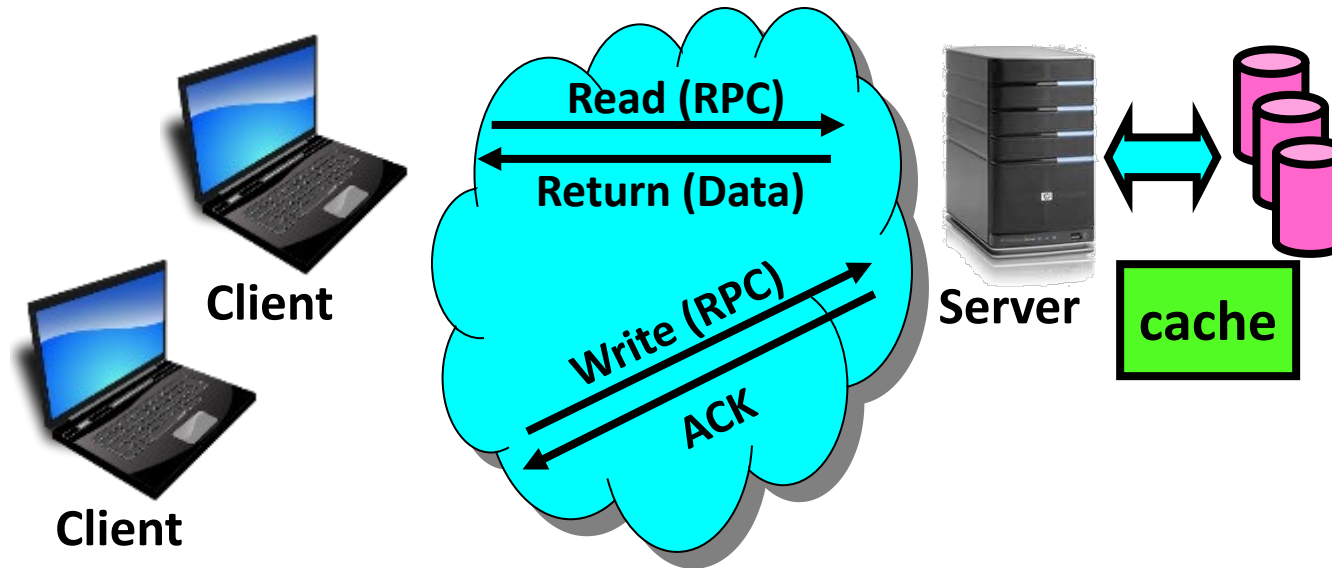 Read (RPC)
Return (Data)
Client
Server
cache
Write (RPC)
ACK
Client